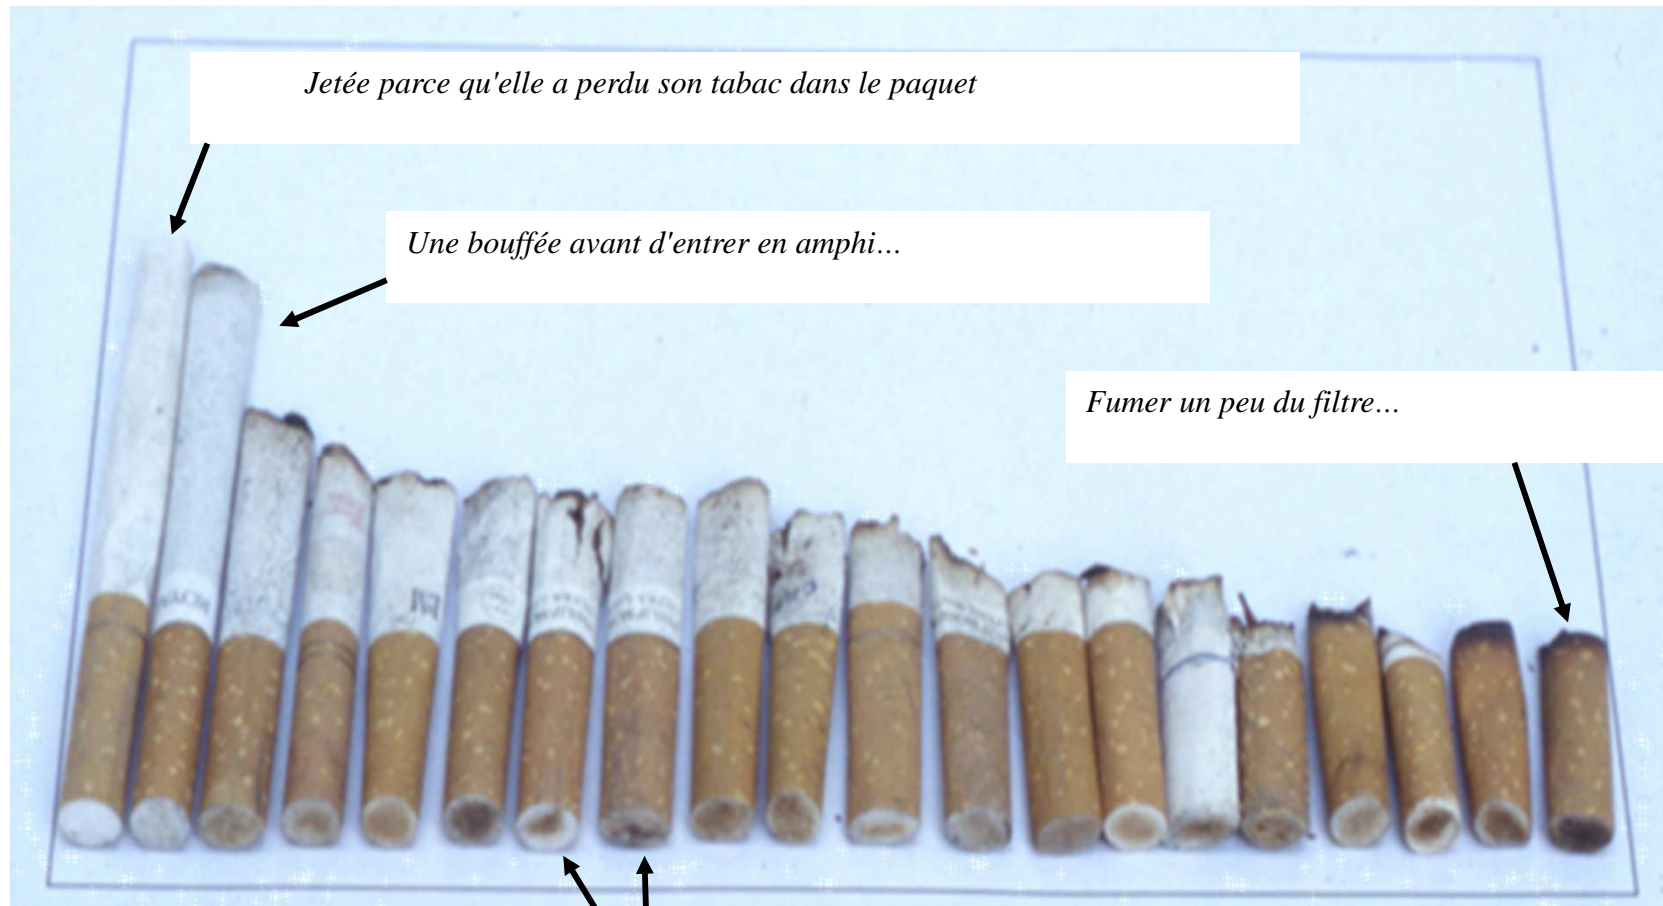 Jetée parce qu'elle a perdu son tabac dans le paquet
Une bouffée avant d'entrer en amphi…
Fumer un peu du filtre…